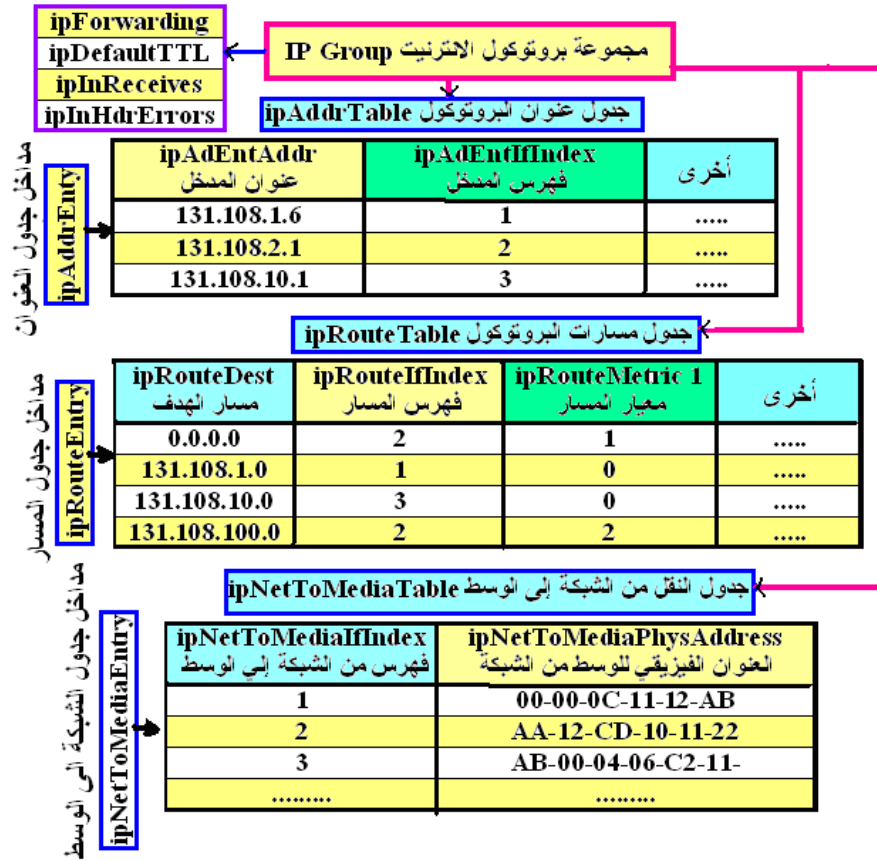 ipForwarding
ipDefaultTTL
ipInReceives
ipInHdrErrors
مجموعة بروتوكول الانترنيت IP Group
جدول عنوان البروتوكول ipAddrTable
مداخل جدول العنوان
ipAddrEnty
ipAdEntAddr ipAdEntIfIndex أخرى
عنوان المدخل فهرس المدخل
131.108.1.6 1 .....
131.108.2.1 2 .....
131.108.10.1 3 .....
جدول مسارات البروتوكول ipRouteTable
مداخل جدول المسار
ipRouteEntry
ipRouteDest ipRouteIfIndex ipRouteMetric 1 أخرى
مسار الهدف فهرس المسار معيار المسار
0.0.0.0 2 1 .....
131.108.1.0 1 0 .....
131.108.10.0 3 0 .....
131.108.100.0 2 2 .....
جدول النقل من الشبكة إلى الوسط ipNetToMediaTable
مداخل جدول الشبكة الى الوسط
ipNetToMediaEntry
ipNetToMediaIfIndex ipNetToMediaPhysAddress
فهرس من الشبكة إلي الوسط العنوان الفيزيقي للوسط من الشبكة
1 00-00-0C-11-12-AB
2 AA-12-CD-10-11-22
3 AB-00-04-06-C2-11-
......... .........